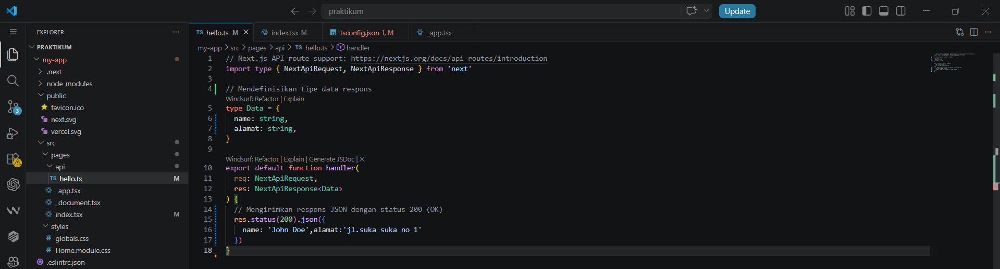 praktikum
Update
EXPLORER
PRAKTIKUM
my-app
.next
node_modules
public
favicon.ico
next.svg
vercel.svg
src
pages
api
TS hello.ts M
_app.tsx
_document.tsx
index.tsx M
styles
# globals.css
# Home.module.css
.eslintrc.json
3
TS hello.ts M
index.tsx M
TS tsconfig.json 1, M
_app.tsx
my-app > src > pages > api > TS hello.ts > handler
1 // Next.js API route support: https://nextjs.org/docs/api-routes/introduction
2 import type { NextApiRequest, NextApiResponse } from 'next'
3
4 // Mendefinisikan tipe data respons
Windsurf: Refactor | Explain
5 type Data = {
6 name: string,
7 alamat: string,
8 }
9
Windsurf: Refactor | Explain | Generate JSDoc | ×
10 export default function handler(
11 req: NextApiRequest,
12 res: NextApiResponse<Data>
13 ) {
14 // Mengirimkan respons JSON dengan status 200 (OK)
15 res.status(200).json({
16 name: 'John Doe',alamat:'jl.suka suka no 1'
17 })
18 }